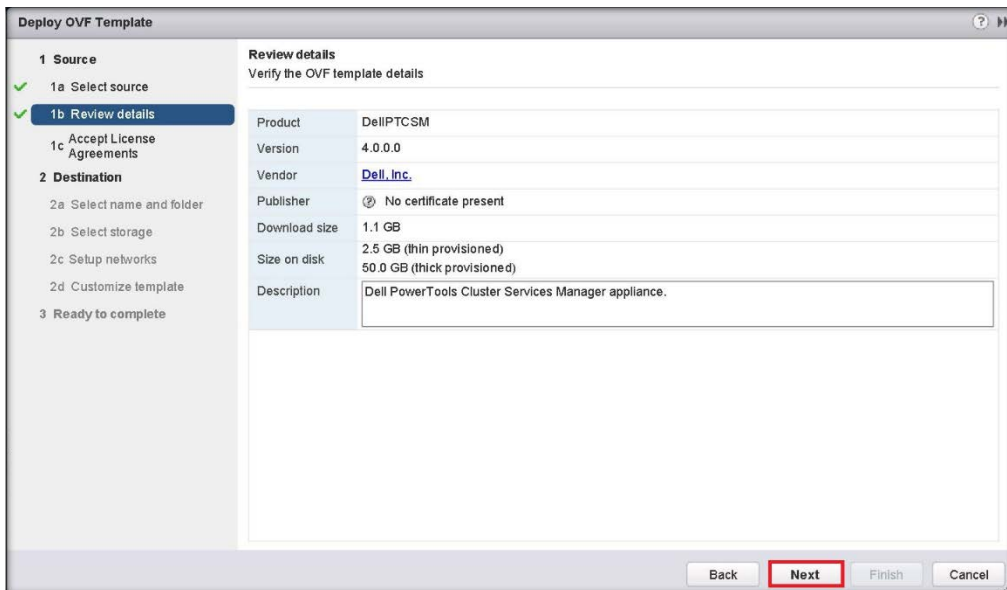 Deploy OVF Template
1 Source
1a Select source
1b Review details
1c Accept License
Agreements
2 Destination
2a Select name and folder
2b Select storage
2c Setup networks
2d Customize template
3 Ready to complete
Review details
Verify the OVF template details
Product DellPTCSM
Version 4.0.0.0
Vendor Dell, Inc.
Publisher ? No certificate present
Download size 1.1 GB
Size on disk 2.5 GB (thin provisioned)
50.0 GB (thick provisioned)
Description Dell PowerTools Cluster Services Manager appliance.
Back Next Finish Cancel